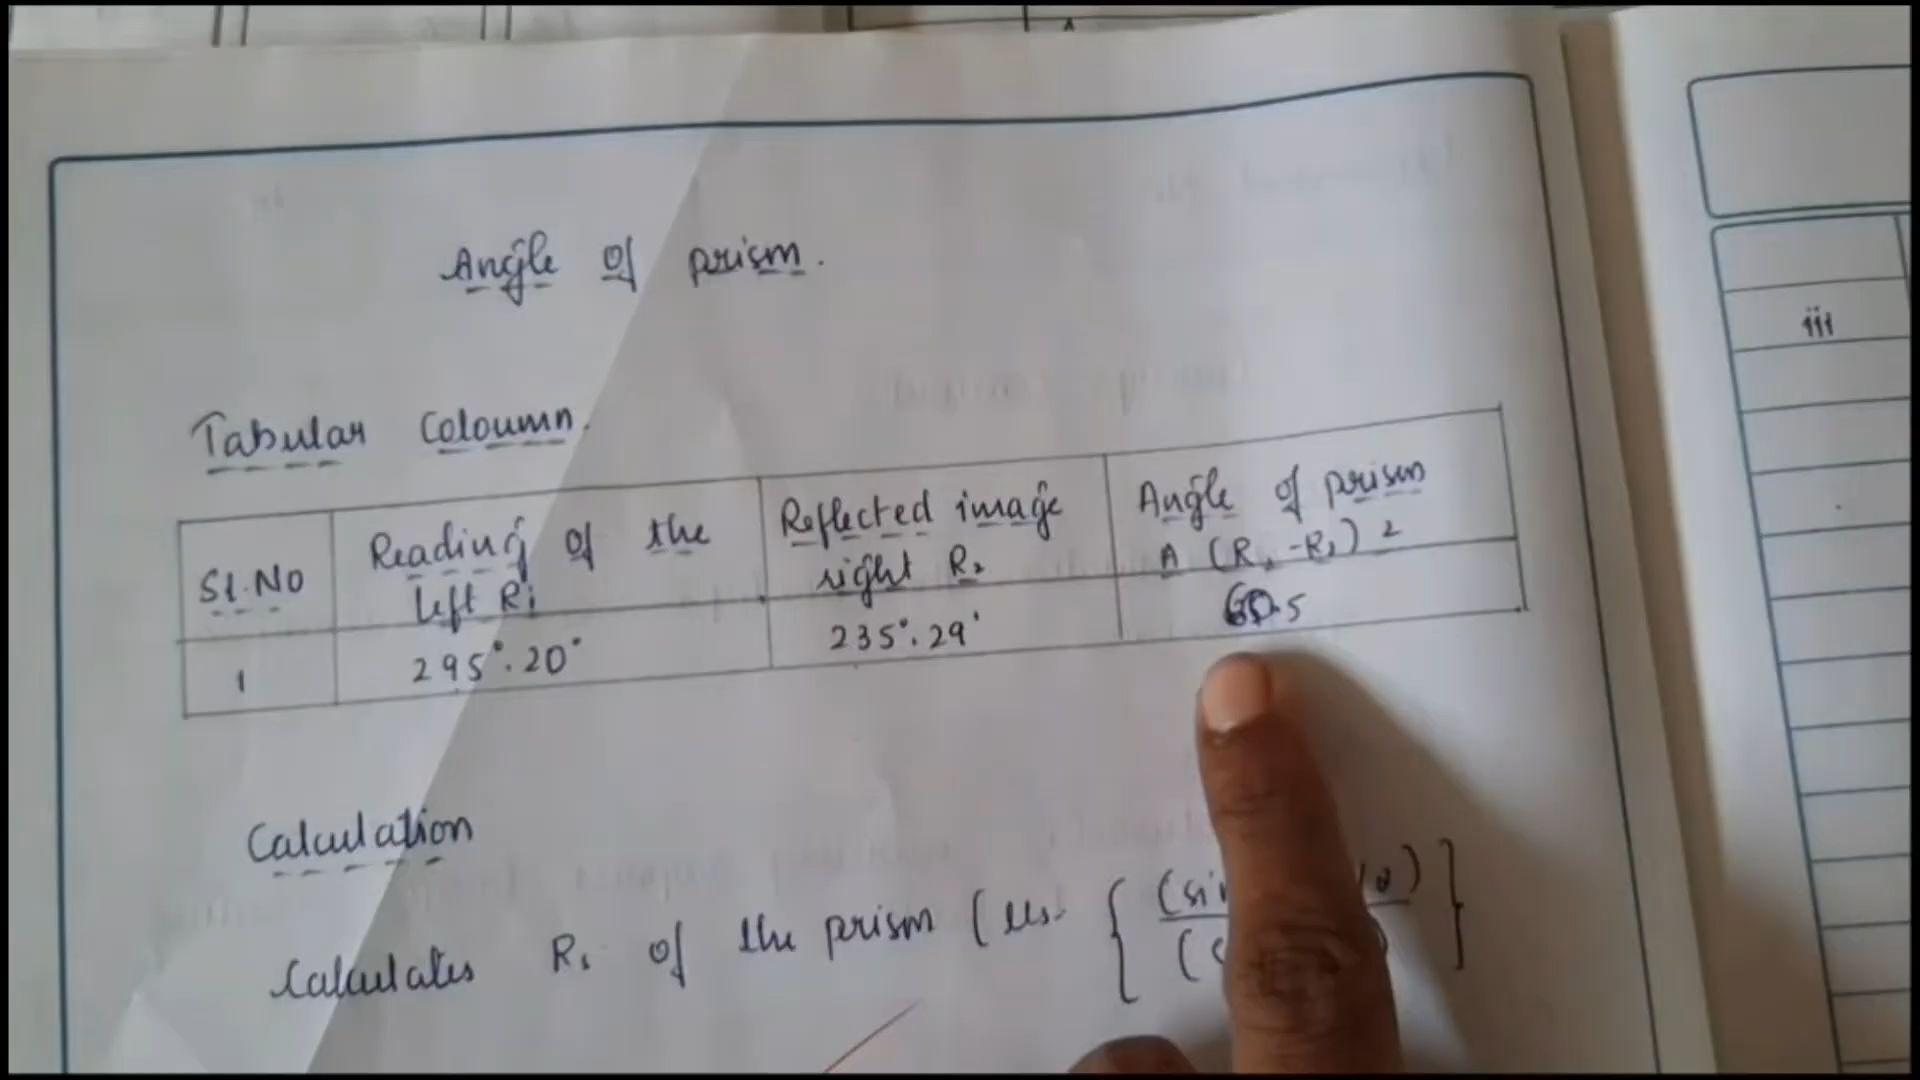 Angle of prism.
Tabular Coloumn.
Sl.No
Reading of the
left R1
Reflected image
right R2
Angle of prism
A (R2 -R1) 2
1
295°.20°
235°.29'
60.5
Calculation
Calculates R1 of the prism (
iii